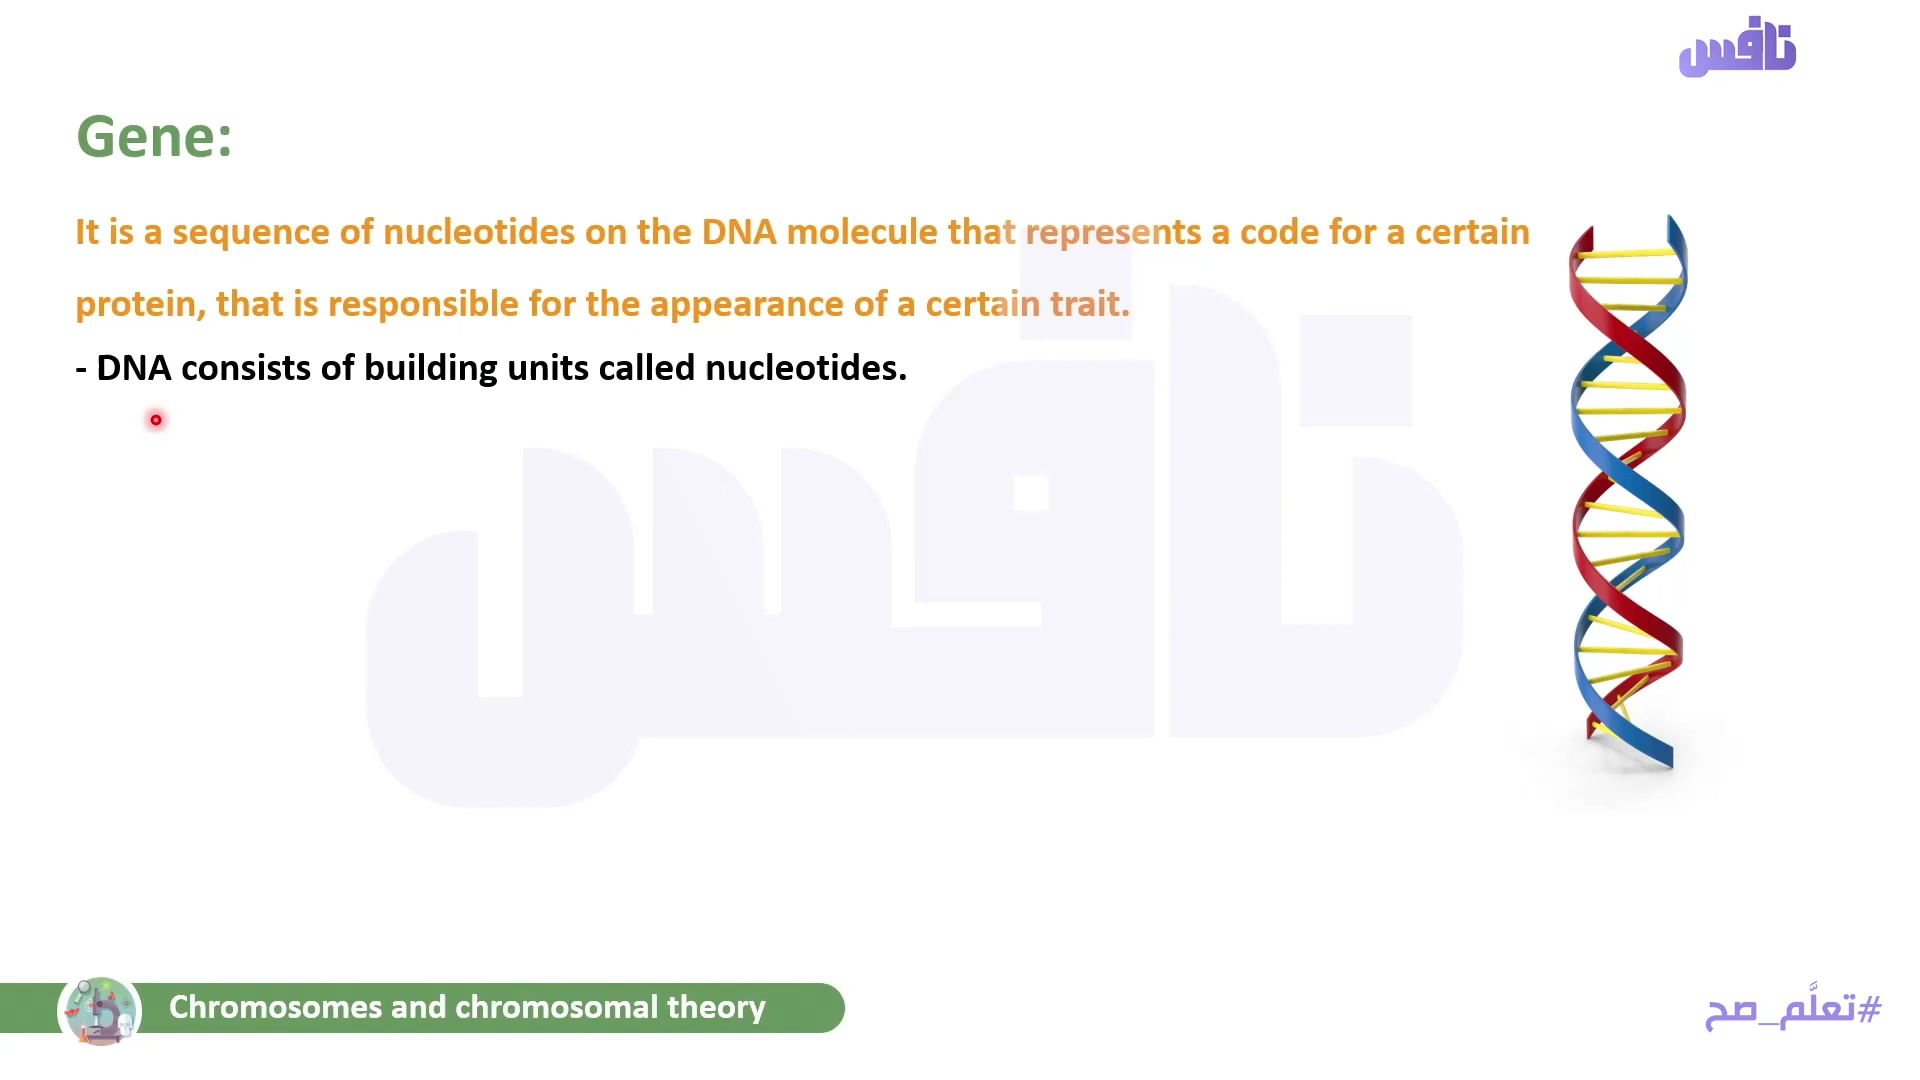 نافس
Gene:
It is a sequence of nucleotides on the DNA molecule that represents a code for a certain
protein, that is responsible for the appearance of a certain trait.
- DNA consists of building units called nucleotides.
نافس
Chromosomes and chromosomal theory
#تعلَّم_صح